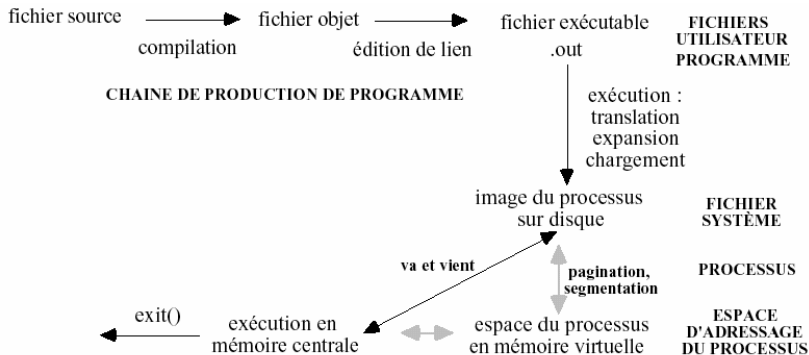 fichier source
fichier objet
fichier exécutable
.out
FICHIERS
UTILISATEUR
PROGRAMME
compilation
édition de lien
CHAINE DE PRODUCTION DE PROGRAMME
exécution :
translation
expansion
chargement
image du processus
sur disque
FICHIER
SYSTÈME
va et vient
pagination,
segmentation
PROCESSUS
exit()
exécution en
mémoire centrale
espace du processus
en mémoire virtuelle
ESPACE
D'ADRESSAGE
DU PROCESSUS